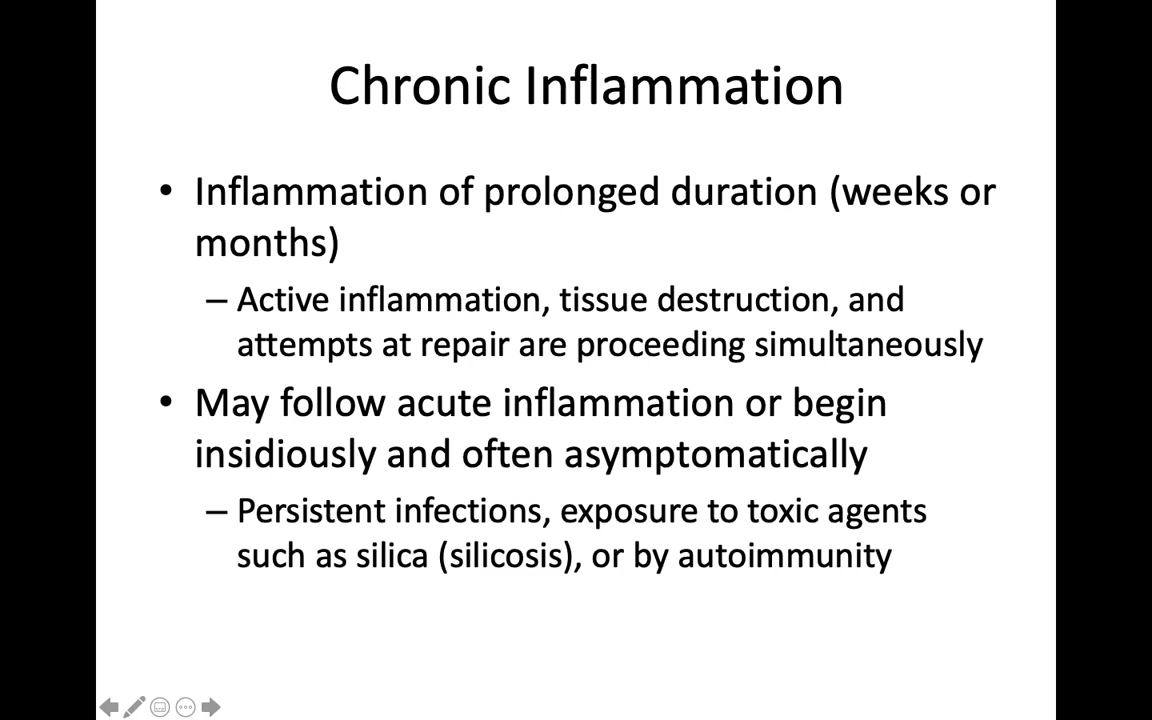 Chronic Inflammation
• Inflammation of prolonged duration (weeks or
months)
– Active inflammation, tissue destruction, and
attempts at repair are proceeding simultaneously
• May follow acute inflammation or begin
insidiously and often asymptomatically
– Persistent infections, exposure to toxic agents
such as silica (silicosis), or by autoimmunity